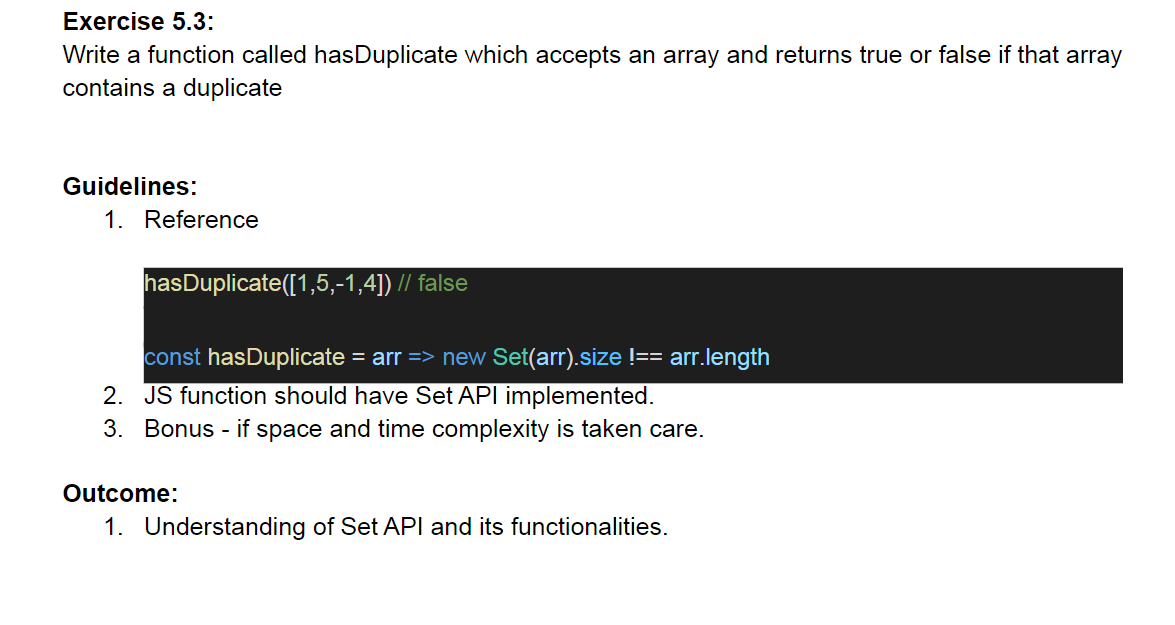 Exercise 5.3:
Write a function called hasDuplicate which accepts an array and returns true or false if that array
contains a duplicate
Guidelines:
1. Reference
hasDuplicate([1,5,-1,4]) // false
const hasDuplicate = arr => new Set(arr).size !== arr.length
2. JS function should have Set API implemented.
3. Bonus - if space and time complexity is taken care.
Outcome:
1. Understanding of Set API and its functionalities.